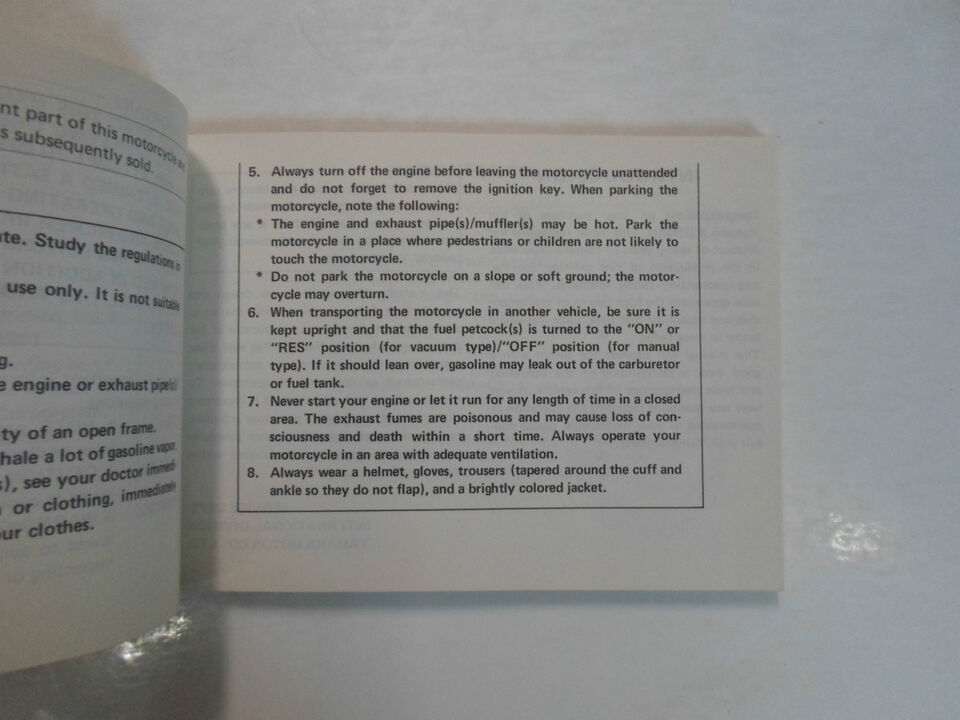 nt part of this motorcycle and
s subsequently sold.
te. Study the regulations in
use only. It is not suitable
g.
e engine or exhaust pipe(s)
ty of an open frame.
hale a lot of gasoline vapor,
s), see your doctor immedi-
or clothing, immediately
ur clothes.
5. Always turn off the engine before leaving the motorcycle unattended
and do not forget to remove the ignition key. When parking the
motorcycle, note the following:
* The engine and exhaust pipe(s)/muffler(s) may be hot. Park the
motorcycle in a place where pedestrians or children are not likely to
touch the motorcycle.
* Do not park the motorcycle on a slope or soft ground; the motor-
cycle may overturn.
6. When transporting the motorcycle in another vehicle, be sure it is
kept upright and that the fuel petcock(s) is turned to the "ON" or
"RES" position (for vacuum type)/"OFF" position (for manual
type). If it should lean over, gasoline may leak out of the carburetor
or fuel tank.
7. Never start your engine or let it run for any length of time in a closed
area. The exhaust fumes are poisonous and may cause loss of con-
sciousness and death within a short time. Always operate your
motorcycle in an area with adequate ventilation.
8. Always wear a helmet, gloves, trousers (tapered around the cuff and
ankle so they do not flap), and a brightly colored jacket.